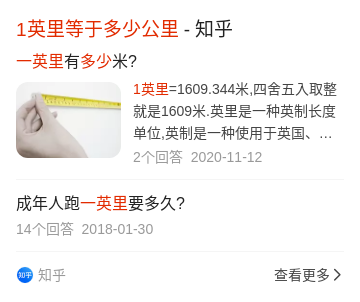 1英里等于多少公里 - 知乎
一英里有多少米?
1英里=1609.344米,四舍五入取整
就是1609米.英里是一种英制长度
单位,英制是一种使用于英国、...
2个回答 2020-11-12
成年人跑一英里要多久?
14个回答 2018-01-30
知乎 知乎
查看更多